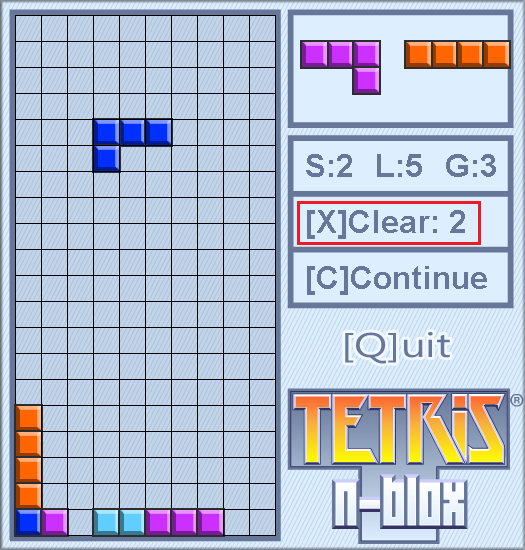 S:2 L:5 G:3
[X]Clear: 2
[C]Continue
[Q]uit
TETRiS®
n-blox